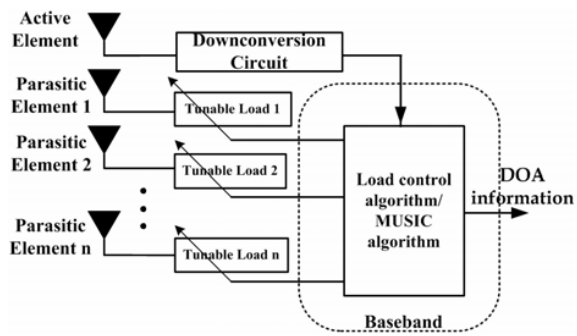 Active
Element
Downconversion
Circuit
Parasitic
Element 1
Tunable Load 1
Parasitic
Element 2
Tunable Load 2
Parasitic
Element n
Tunable Load n
Load control
algorithm/
MUSIC
algorithm
DOA
information
Baseband